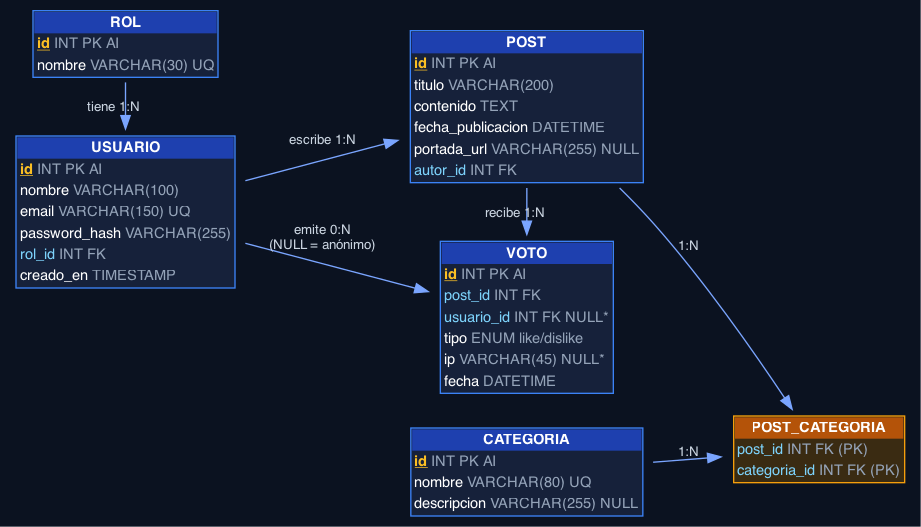 ROL
id INT PK AI
nombre VARCHAR(30) UQ
tiene 1:N
USUARIO
id INT PK AI
nombre VARCHAR(100)
email VARCHAR(150) UQ
password_hash VARCHAR(255)
rol_id INT FK
creado_en TIMESTAMP
escribe 1:N
emite 0:N
(NULL = anónimo)
POST
id INT PK AI
titulo VARCHAR(200)
contenido TEXT
fecha_publicacion DATETIME
portada_url VARCHAR(255) NULL
autor_id INT FK
recibe 1:N
1:N
VOTO
id INT PK AI
post_id INT FK
usuario_id INT FK NULL*
tipo ENUM like/dislike
ip VARCHAR(45) NULL*
fecha DATETIME
CATEGORIA
id INT PK AI
nombre VARCHAR(80) UQ
descripcion VARCHAR(255) NULL
1:N
POST_CATEGORIA
post_id INT FK (PK)
categoria_id INT FK (PK)